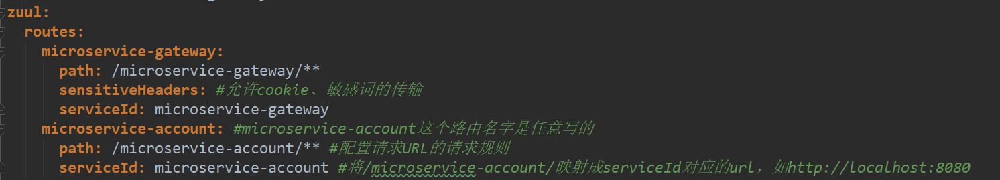 zuul:
  routes:
    microservice-gateway:
      path: /microservice-gateway/**
      sensitiveHeaders: #允许cookie、敏感词的传输
      serviceId: microservice-gateway
    microservice-account: #microservice-account这个路由名字是任意写的
      path: /microservice-account/** #配置请求URL的请求规则
      serviceId: microservice-account #将/microservice-account/映射成serviceId对应的url，如http://localhost:8080